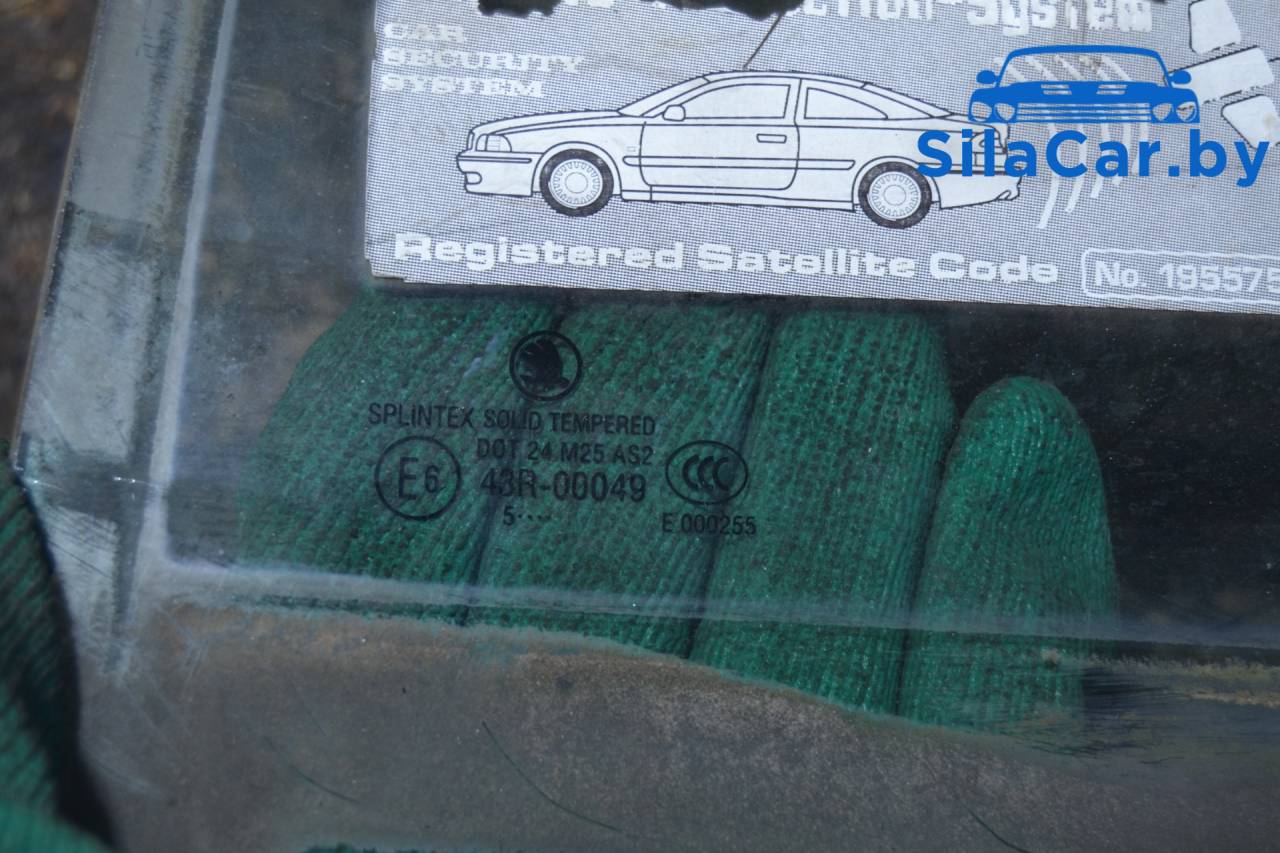 CAR
SECURITY
SYSTEM
SilaCar.by
Registered Satellite Code
No. 195575
SPLINTEX SOLID TEMPERED
DOT 24 M25 AS2
E6
43R-00049
5....
CCC
E 000255